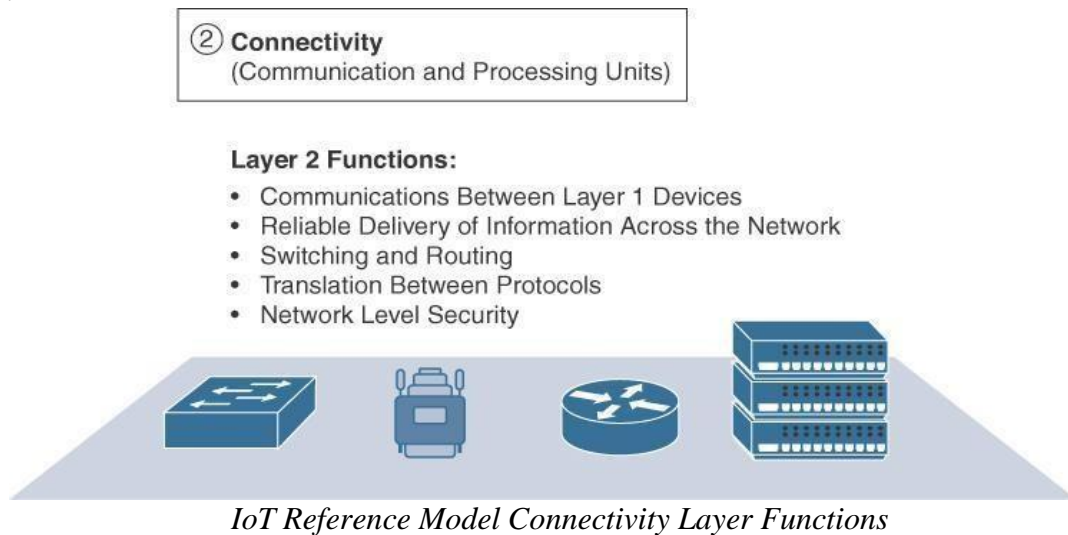 ② Connectivity
(Communication and Processing Units)
Layer 2 Functions:
• Communications Between Layer 1 Devices
• Reliable Delivery of Information Across the Network
• Switching and Routing
• Translation Between Protocols
• Network Level Security
IoT Reference Model Connectivity Layer Functions